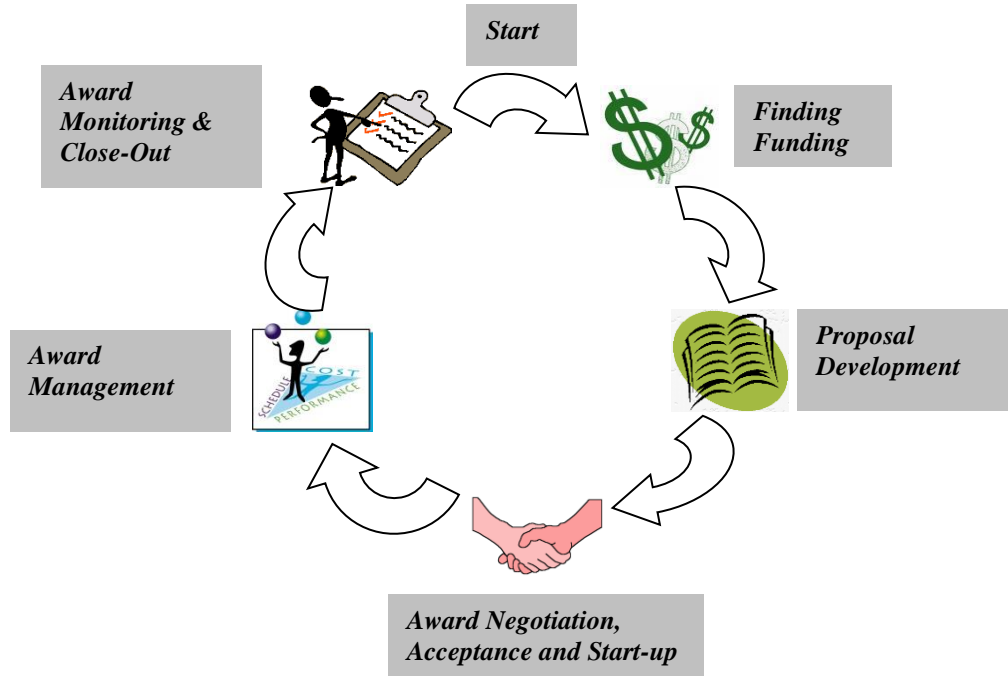 Start
Finding
Funding
Proposal
Development
Award Negotiation,
Acceptance and Start-up
Award
Management
SCHEDULE
COST
PERFORMANCE
Award
Monitoring &
Close-Out